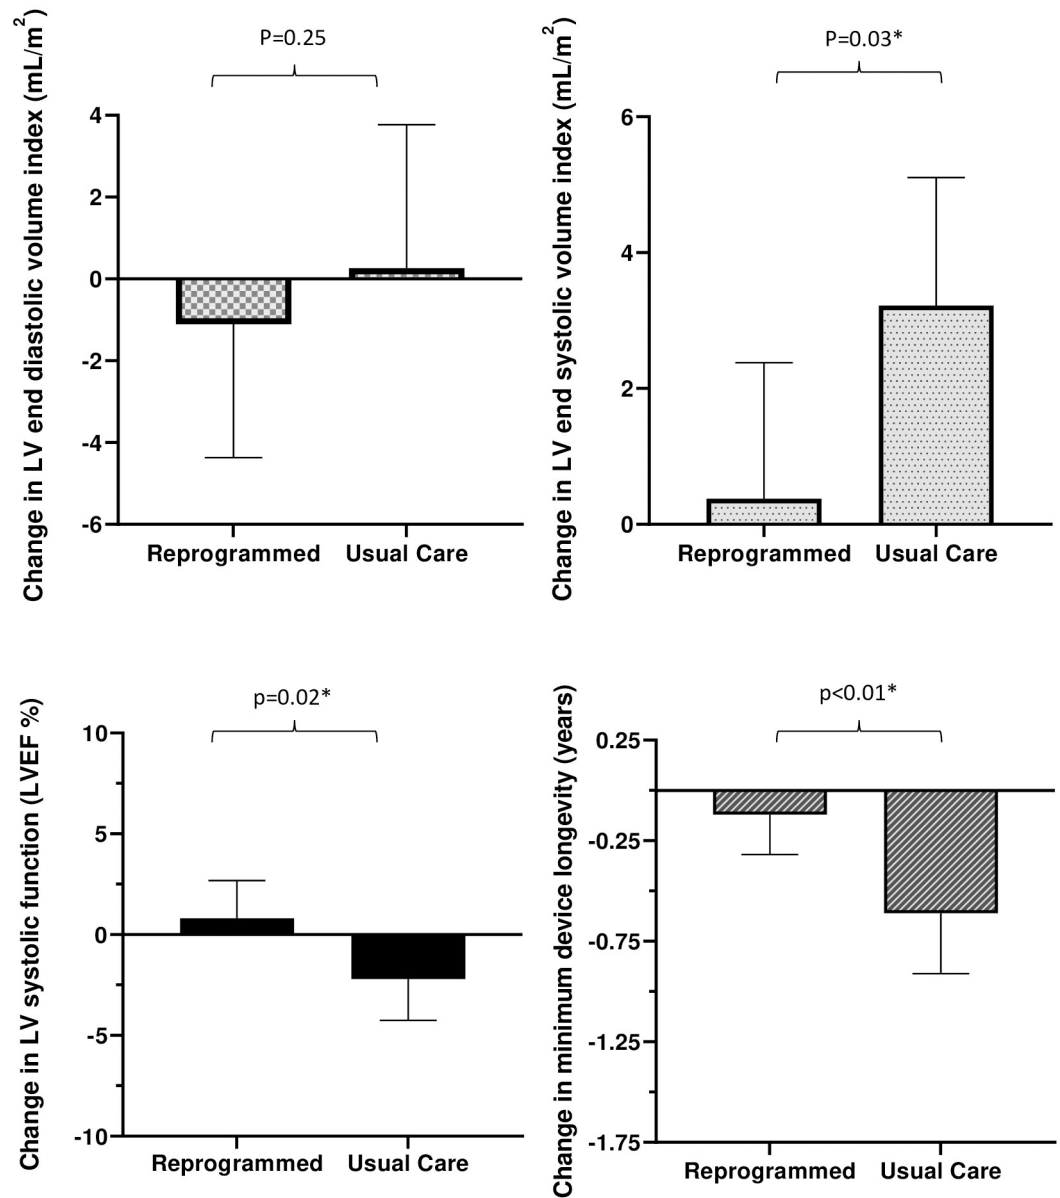 P=0.25
Change in LV end diastolic volume index (mL/m²)
4
2
0
-2
-4
-6
Reprogrammed Usual Care
P=0.03*
Change in LV end systolic volume index (mL/m²)
6
4
2
0
Reprogrammed Usual Care
p=0.02*
Change in LV systolic function (LVEF %)
10
5
0
-5
-10
Reprogrammed Usual Care
p<0.01*
Change in minimum device longevity (years)
0.25
-0.25
-0.75
-1.25
-1.75
Reprogrammed Usual Care